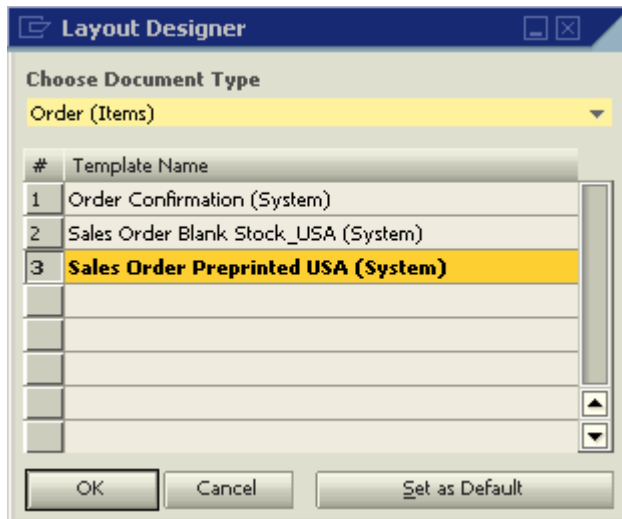 Layout Designer
Choose Document Type
Order (Items)
# Template Name
1 Order Confirmation (System)
2 Sales Order Blank Stock_USA (System)
3 Sales Order Preprinted USA (System)
OK Cancel Set as Default